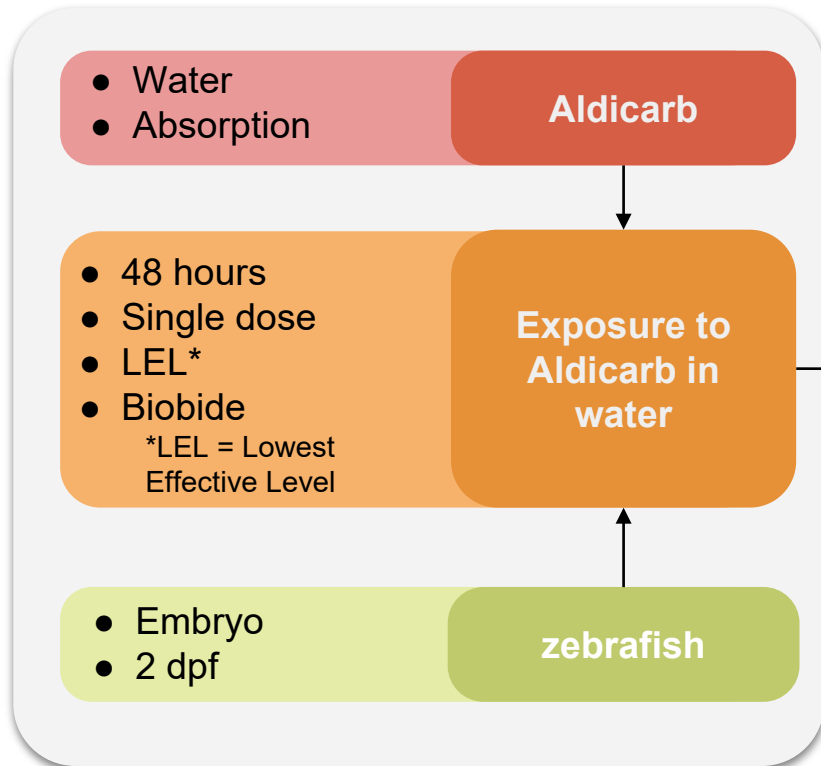 ● Water
● Absorption
Aldicarb
● 48 hours
● Single dose
● LEL*
● Biobide
*LEL = Lowest
Effective Level
Exposure to
Aldicarb in
water
● Embryo
● 2 dpf
zebrafish